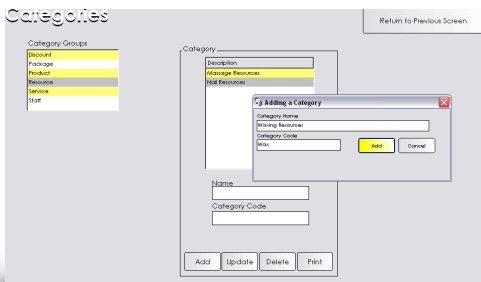 Categories
Return to Previous Screen
Category Groups
Discount
Package
Product
Resource
Service
Staff
Category
Description
Massage Resources
Nail Resources
Adding a Category
Category Name
Waxing Resources
Category Code
Wax
Add
Cancel
Name
Category Code
Add
Update
Delete
Print